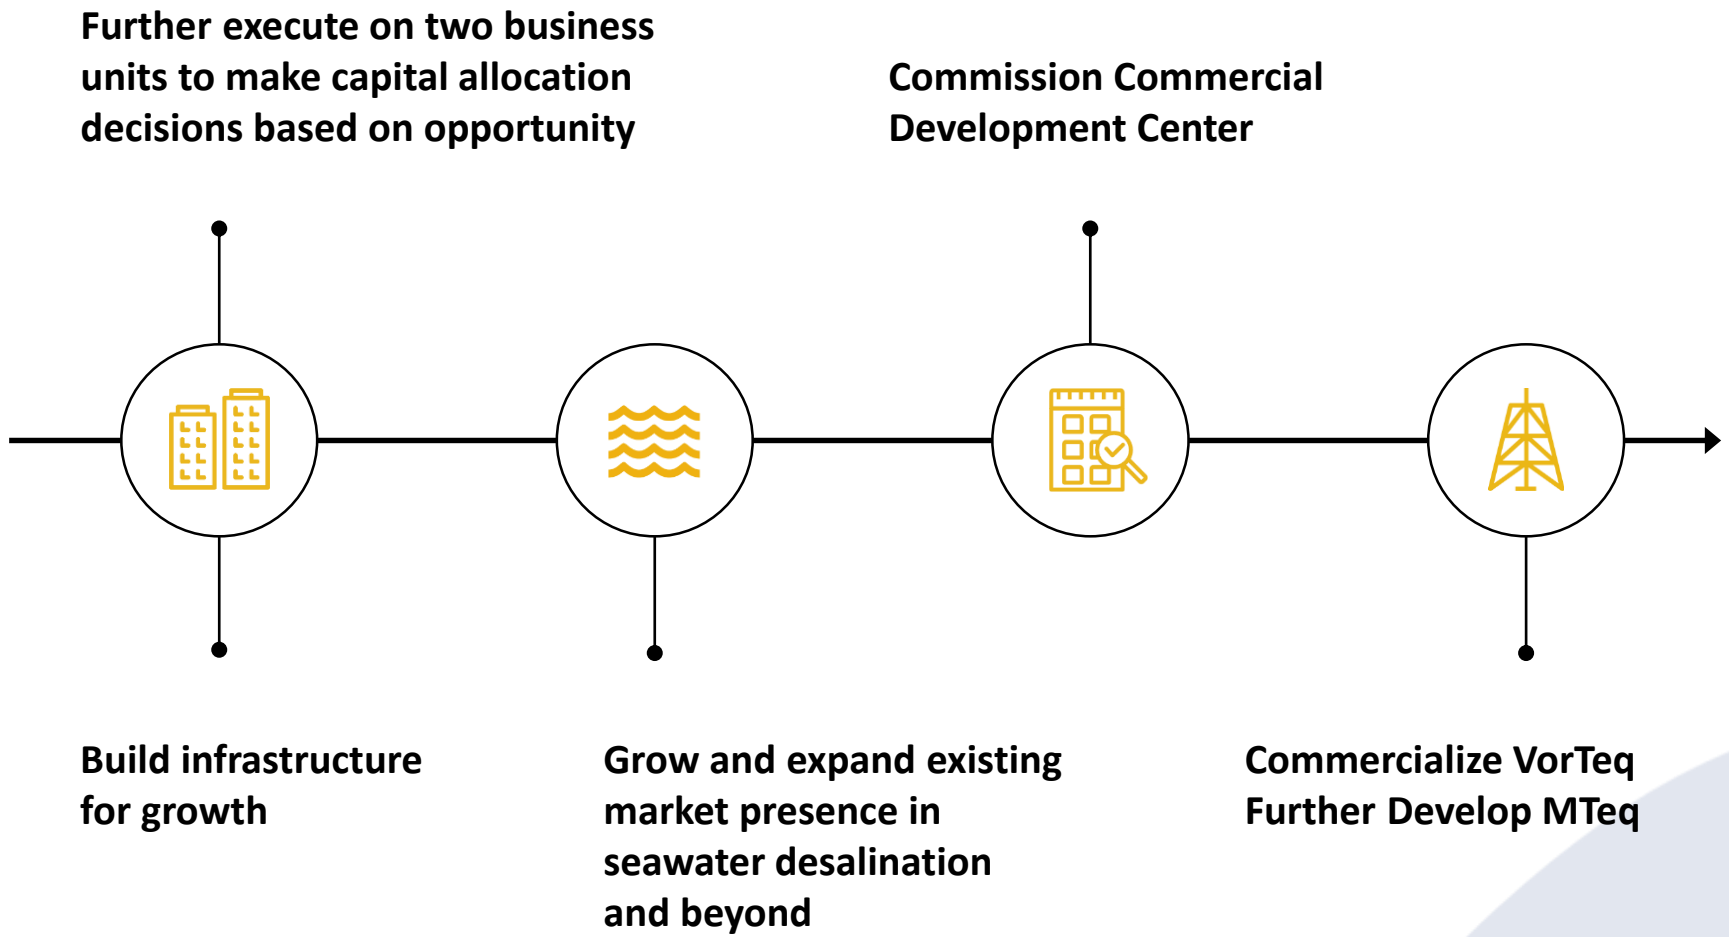 Further execute on two business
units to make capital allocation
decisions based on opportunity
Commission Commercial
Development Center
Build infrastructure
for growth
Grow and expand existing
market presence in
seawater desalination
and beyond
Commercialize VorTeq
Further Develop MTeq